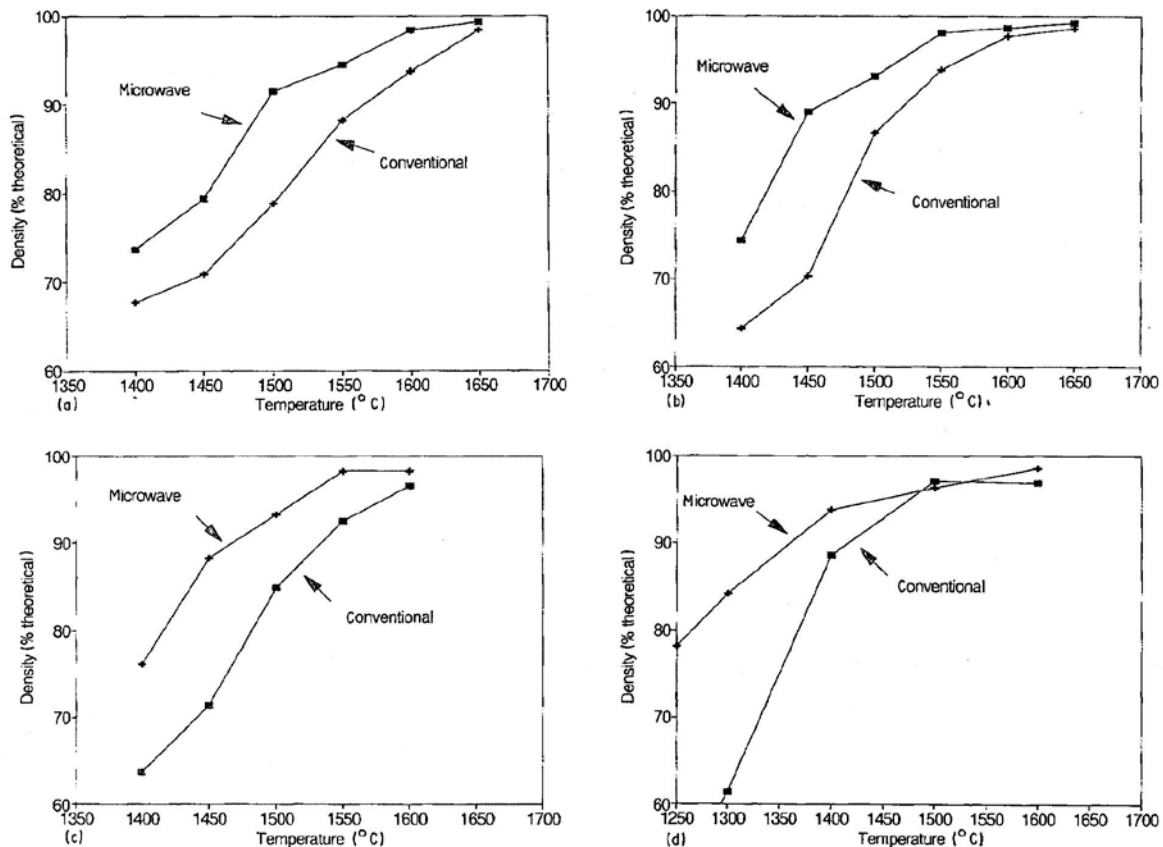 100
90
80
70
60
Density (% theoretical)
Microwave
Conventional
1350 1400 1450 1500 1550 1600 1650 1700
(a) Temperature (°C)
100
90
80
70
60
Density (% theoretical)
Microwave
Conventional
1350 1400 1450 1500 1550 1600 1650 1700
(b) Temperature (°C)
100
90
80
70
60
Density (% theoretical)
Microwave
Conventional
1350 1400 1450 1500 1550 1600 1650 1700
(c) Temperature (°C)
100
90
80
70
60
Density (% theoretical)
Microwave
Conventional
1250 1300 1350 1400 1450 1500 1550 1600 1650 1700
(d) Temperature (°C)